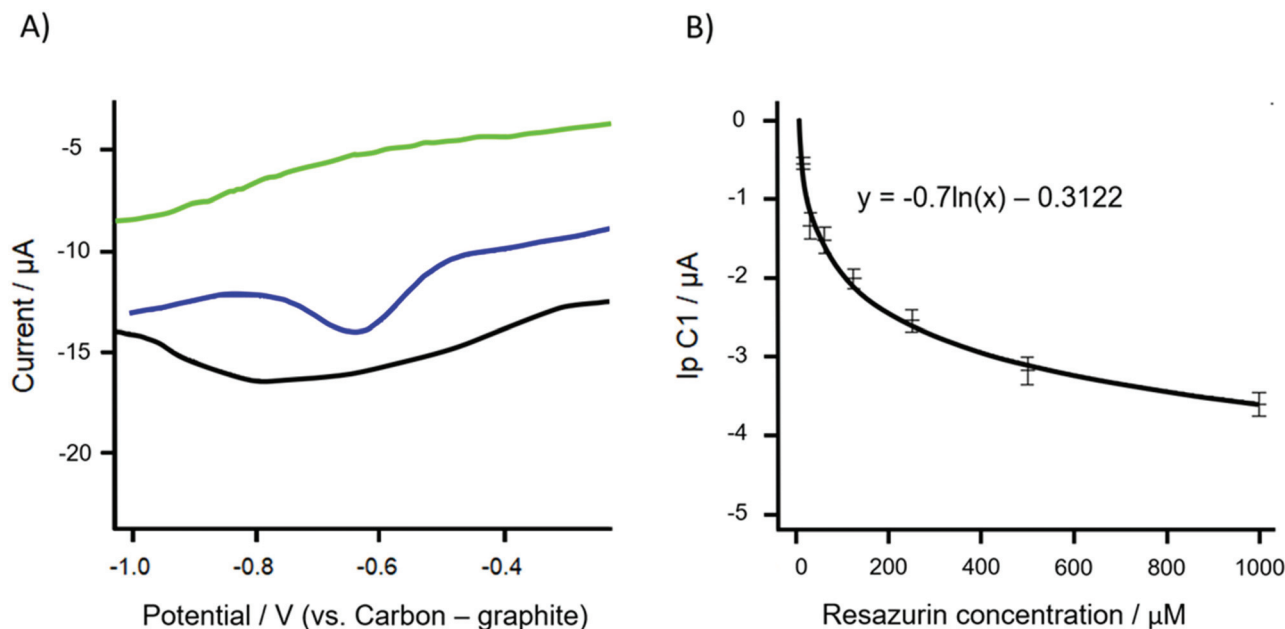 A)
Current / µA
-5
-10
-15
-20
-1.0 -0.8 -0.6 -0.4
Potential / V (vs. Carbon – graphite)
B)
Ip C1 / µA
0
-1
-2
-3
-4
-5
y = -0.7ln(x) – 0.3122
0 200 400 600 800 1000
Resazurin concentration / µM